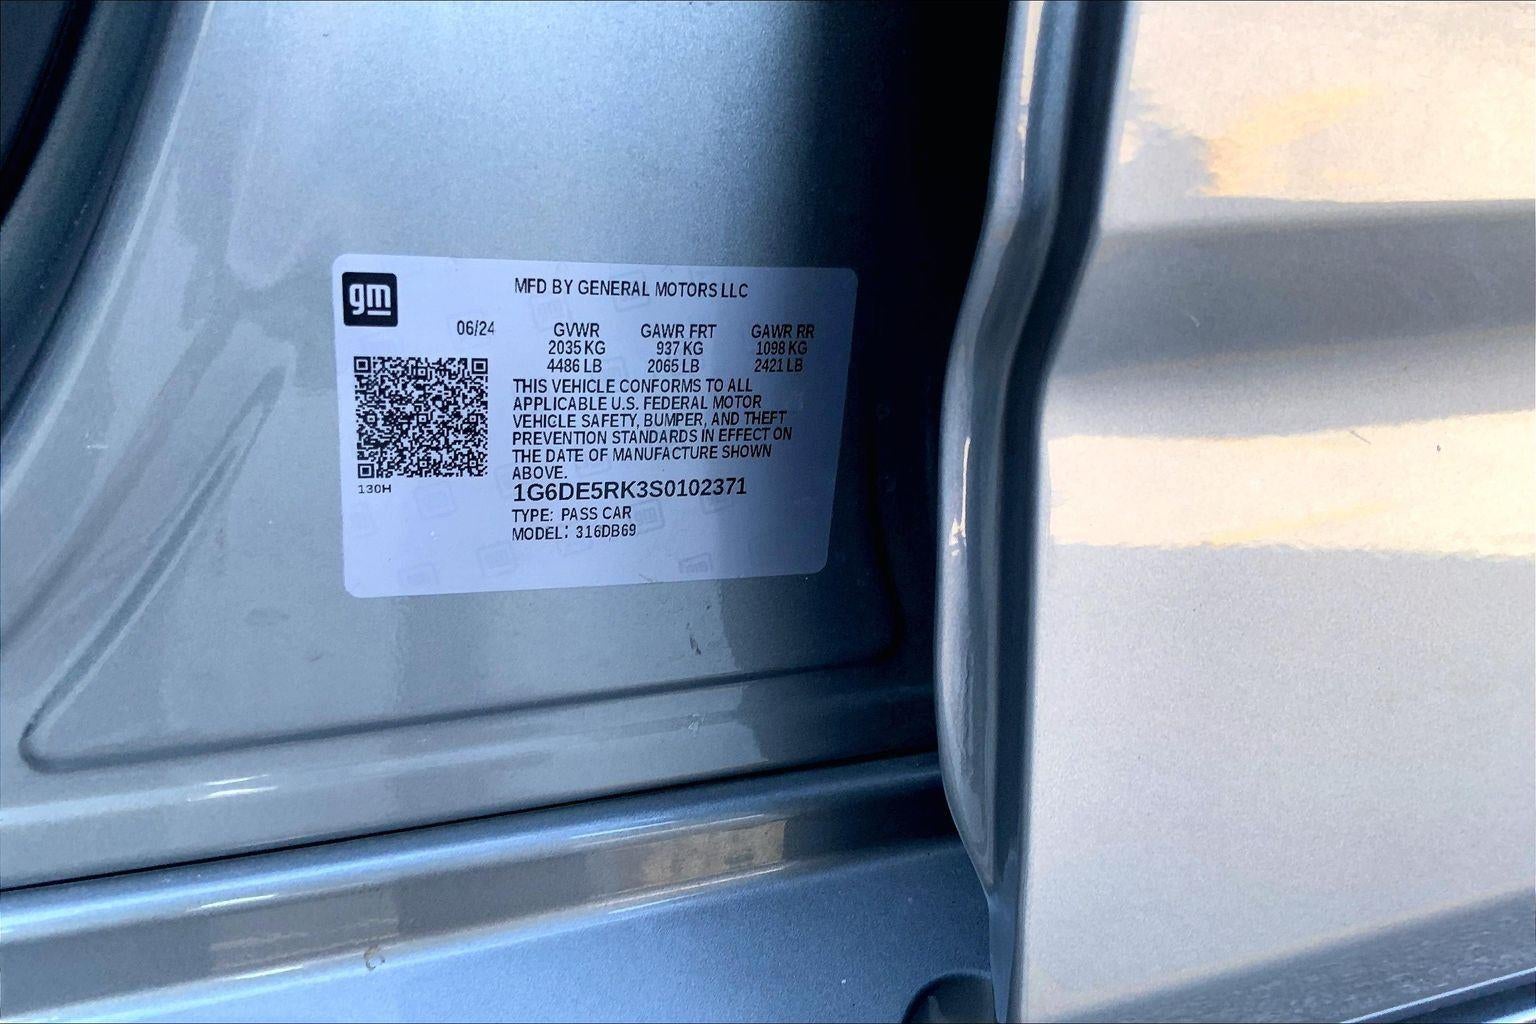 gm
MFD BY GENERAL MOTORS LLC
06/24 GVWR GAWR FRT GAWR RR
2035 KG 937 KG 1098 KG
4486 LB 2065 LB 2421 LB
THIS VEHICLE CONFORMS TO ALL
APPLICABLE U.S. FEDERAL MOTOR
VEHICLE SAFETY, BUMPER, AND THEFT
PREVENTION STANDARDS IN EFFECT ON
THE DATE OF MANUFACTURE SHOWN
ABOVE.
130H
1G6DE5RK3S0102371
TYPE: PASS CAR
MODEL: 316DB69